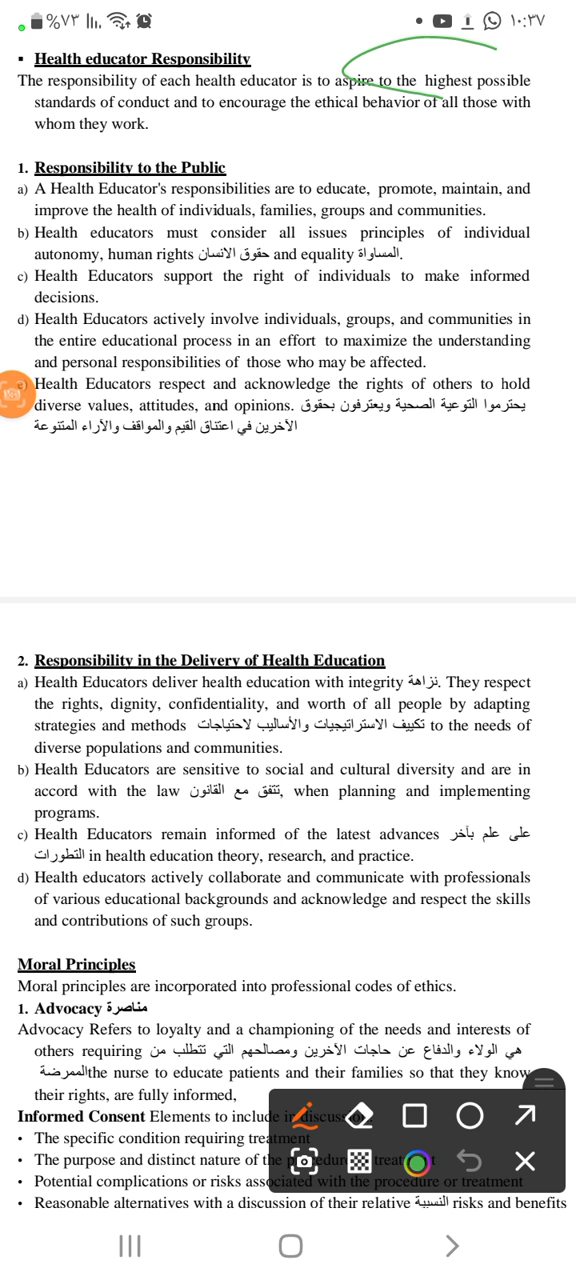 %٧٣ ١٠:٣٧
▪ Health educator Responsibility
The responsibility of each health educator is to aspire to the highest possible
standards of conduct and to encourage the ethical behavior of all those with
whom they work.
1. Responsibility to the Public
a) A Health Educator's responsibilities are to educate, promote, maintain, and
improve the health of individuals, families, groups and communities.
b) Health educators must consider all issues principles of individual
autonomy, human rights حقوق الانسان and equality المساواة.
c) Health Educators support the right of individuals to make informed
decisions.
d) Health Educators actively involve individuals, groups, and communities in
the entire educational process in an effort to maximize the understanding
and personal responsibilities of those who may be affected.
Health Educators respect and acknowledge the rights of others to hold
diverse values, attitudes, and opinions. يحترموا التوعية الصحية ويعترفون بحقوق
الآخرين في اعتناق القيم والمواقف والآراء المتنوعة
2. Responsibility in the Delivery of Health Education
a) Health Educators deliver health education with integrity نزاهة. They respect
the rights, dignity, confidentiality, and worth of all people by adapting
strategies and methods تكييف الاستراتيجيات والأساليب لاحتياجات to the needs of
diverse populations and communities.
b) Health Educators are sensitive to social and cultural diversity and are in
accord with the law تتفق مع القانون, when planning and implementing
programs.
c) Health Educators remain informed of the latest advances على علم بآخر
التطورات in health education theory, research, and practice.
d) Health educators actively collaborate and communicate with professionals
of various educational backgrounds and acknowledge and respect the skills
and contributions of such groups.
Moral Principles
Moral principles are incorporated into professional codes of ethics.
1. Advocacy مناصرة
Advocacy Refers to loyalty and a championing of the needs and interests of
others requiring هي الولاء والدفاع عن حاجات الآخرين ومصالحهم التي تتطلب من
الممرضة the nurse to educate patients and their families so that they know
their rights, are fully informed,
Informed Consent Elements to include in discus
• The specific condition requiring treatment
• The purpose and distinct nature of the treat
• Potential complications or risks associated with the procedure or treatment
• Reasonable alternatives with a discussion of their relative النسبية risks and benefits